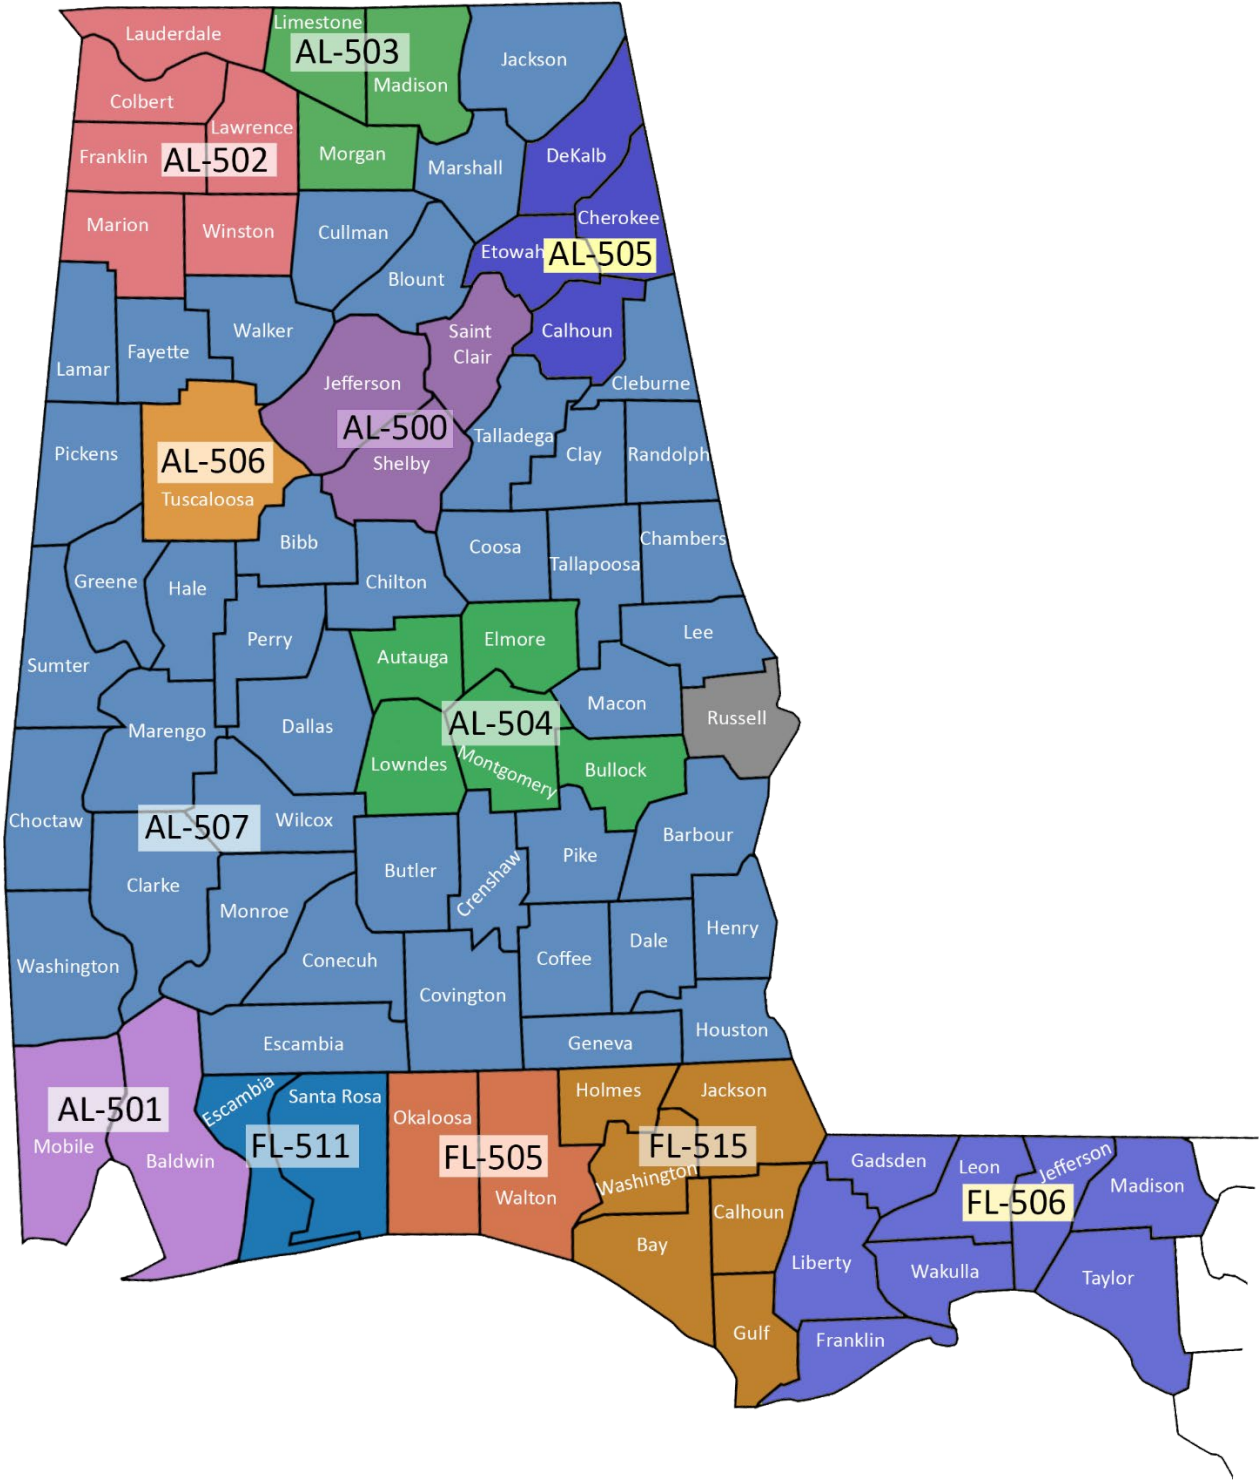 Lauderdale
Limestone
AL-503
Jackson
Madison
Colbert
Lawrence
Franklin
AL-502
Morgan
Marshall
DeKalb
Marion
Winston
Cullman
Cherokee
Etowah
AL-505
Blount
Walker
Saint
Clair
Calhoun
Fayette
Lamar
Jefferson
Cleburne
AL-500
Pickens
AL-506
Shelby
Talladega
Clay
Randolph
Tuscaloosa
Bibb
Coosa
Chambers
Tallapoosa
Greene
Hale
Chilton
Perry
Elmore
Lee
Sumter
Autauga
Macon
Marengo
Dallas
AL-504
Russell
Lowndes
Montgomery
Bullock
Choctaw
AL-507
Wilcox
Barbour
Clarke
Butler
Crenshaw
Pike
Monroe
Henry
Washington
Conecuh
Coffee
Dale
Covington
Escambia
Geneva
Houston
AL-501
Mobile
Baldwin
Escambia
Santa Rosa
FL-511
Okaloosa
FL-505
Walton
Holmes
Jackson
FL-515
Washington
Calhoun
Bay
Gulf
Gadsden
Leon
Jefferson
Madison
FL-506
Liberty
Wakulla
Taylor
Franklin